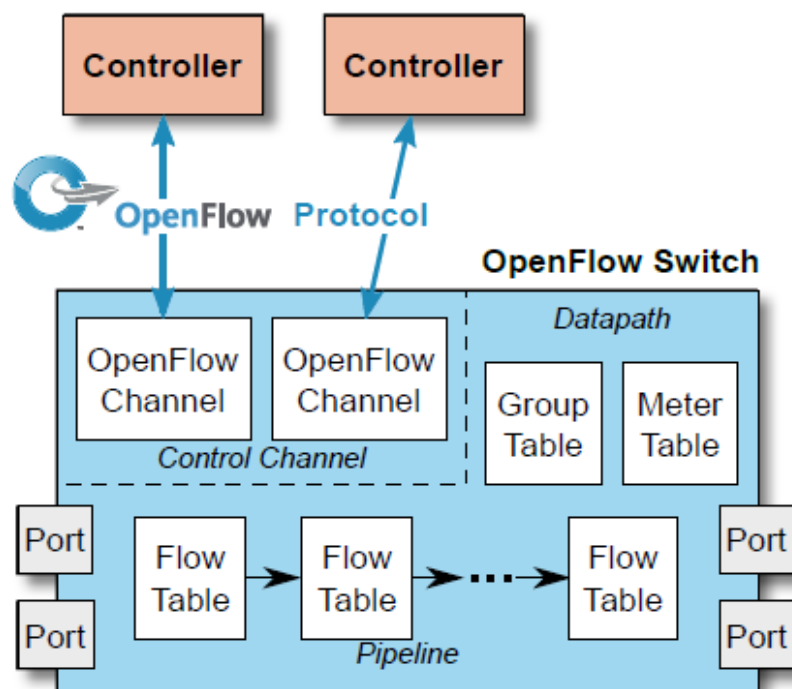 Controller
Controller
OpenFlow Protocol
™
OpenFlow Switch
OpenFlow
Channel
OpenFlow
Channel
Control Channel
Datapath
Group
Table
Meter
Table
Port
Port
Flow
Table
Flow
Table
...
Flow
Table
Pipeline
Port
Port